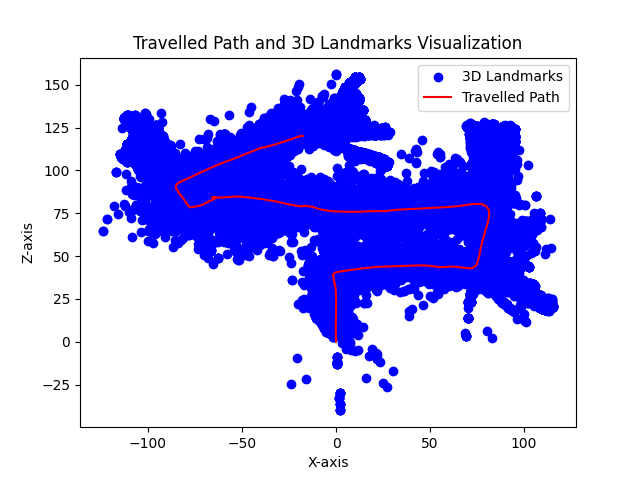 Travelled Path and 3D Landmarks Visualization
3D Landmarks
Travelled Path
150
125
100
75
50
25
0
−25
Z-axis
−100
−50
0
50
100
X-axis